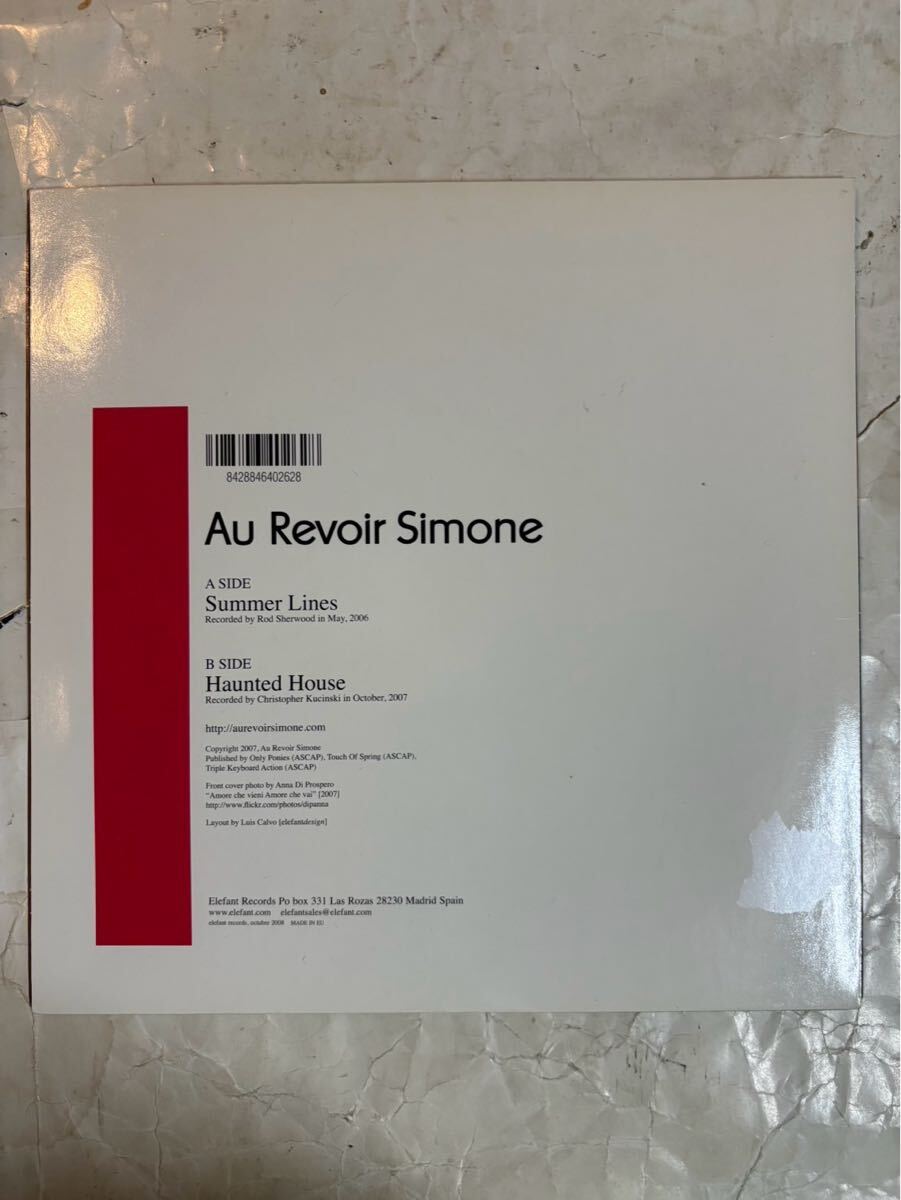 8428846402628
Au Revoir Simone
A SIDE
Summer Lines
Recorded by Rod Sherwood in May, 2006
B SIDE
Haunted House
Recorded by Christopher Kucinski in October, 2007
http://aurevoirsimone.com
Copyright 2007, Au Revoir Simone
Published by Only Ponies (ASCAP), Touch Of Spring (ASCAP),
Triple Keyboard Action (ASCAP)
Front cover photo by Anna Di Prospero
“Amore che vieni Amore che vai” [2007]
http://www.flickr.com/photos/dipanna
Layout by Luis Calvo [elefantdesign]
Elefant Records Po box 331 Las Rozas 28230 Madrid Spain
www.elefant.com elefantsales@elefant.com
elefant records, octubre 2008 MADE IN EU